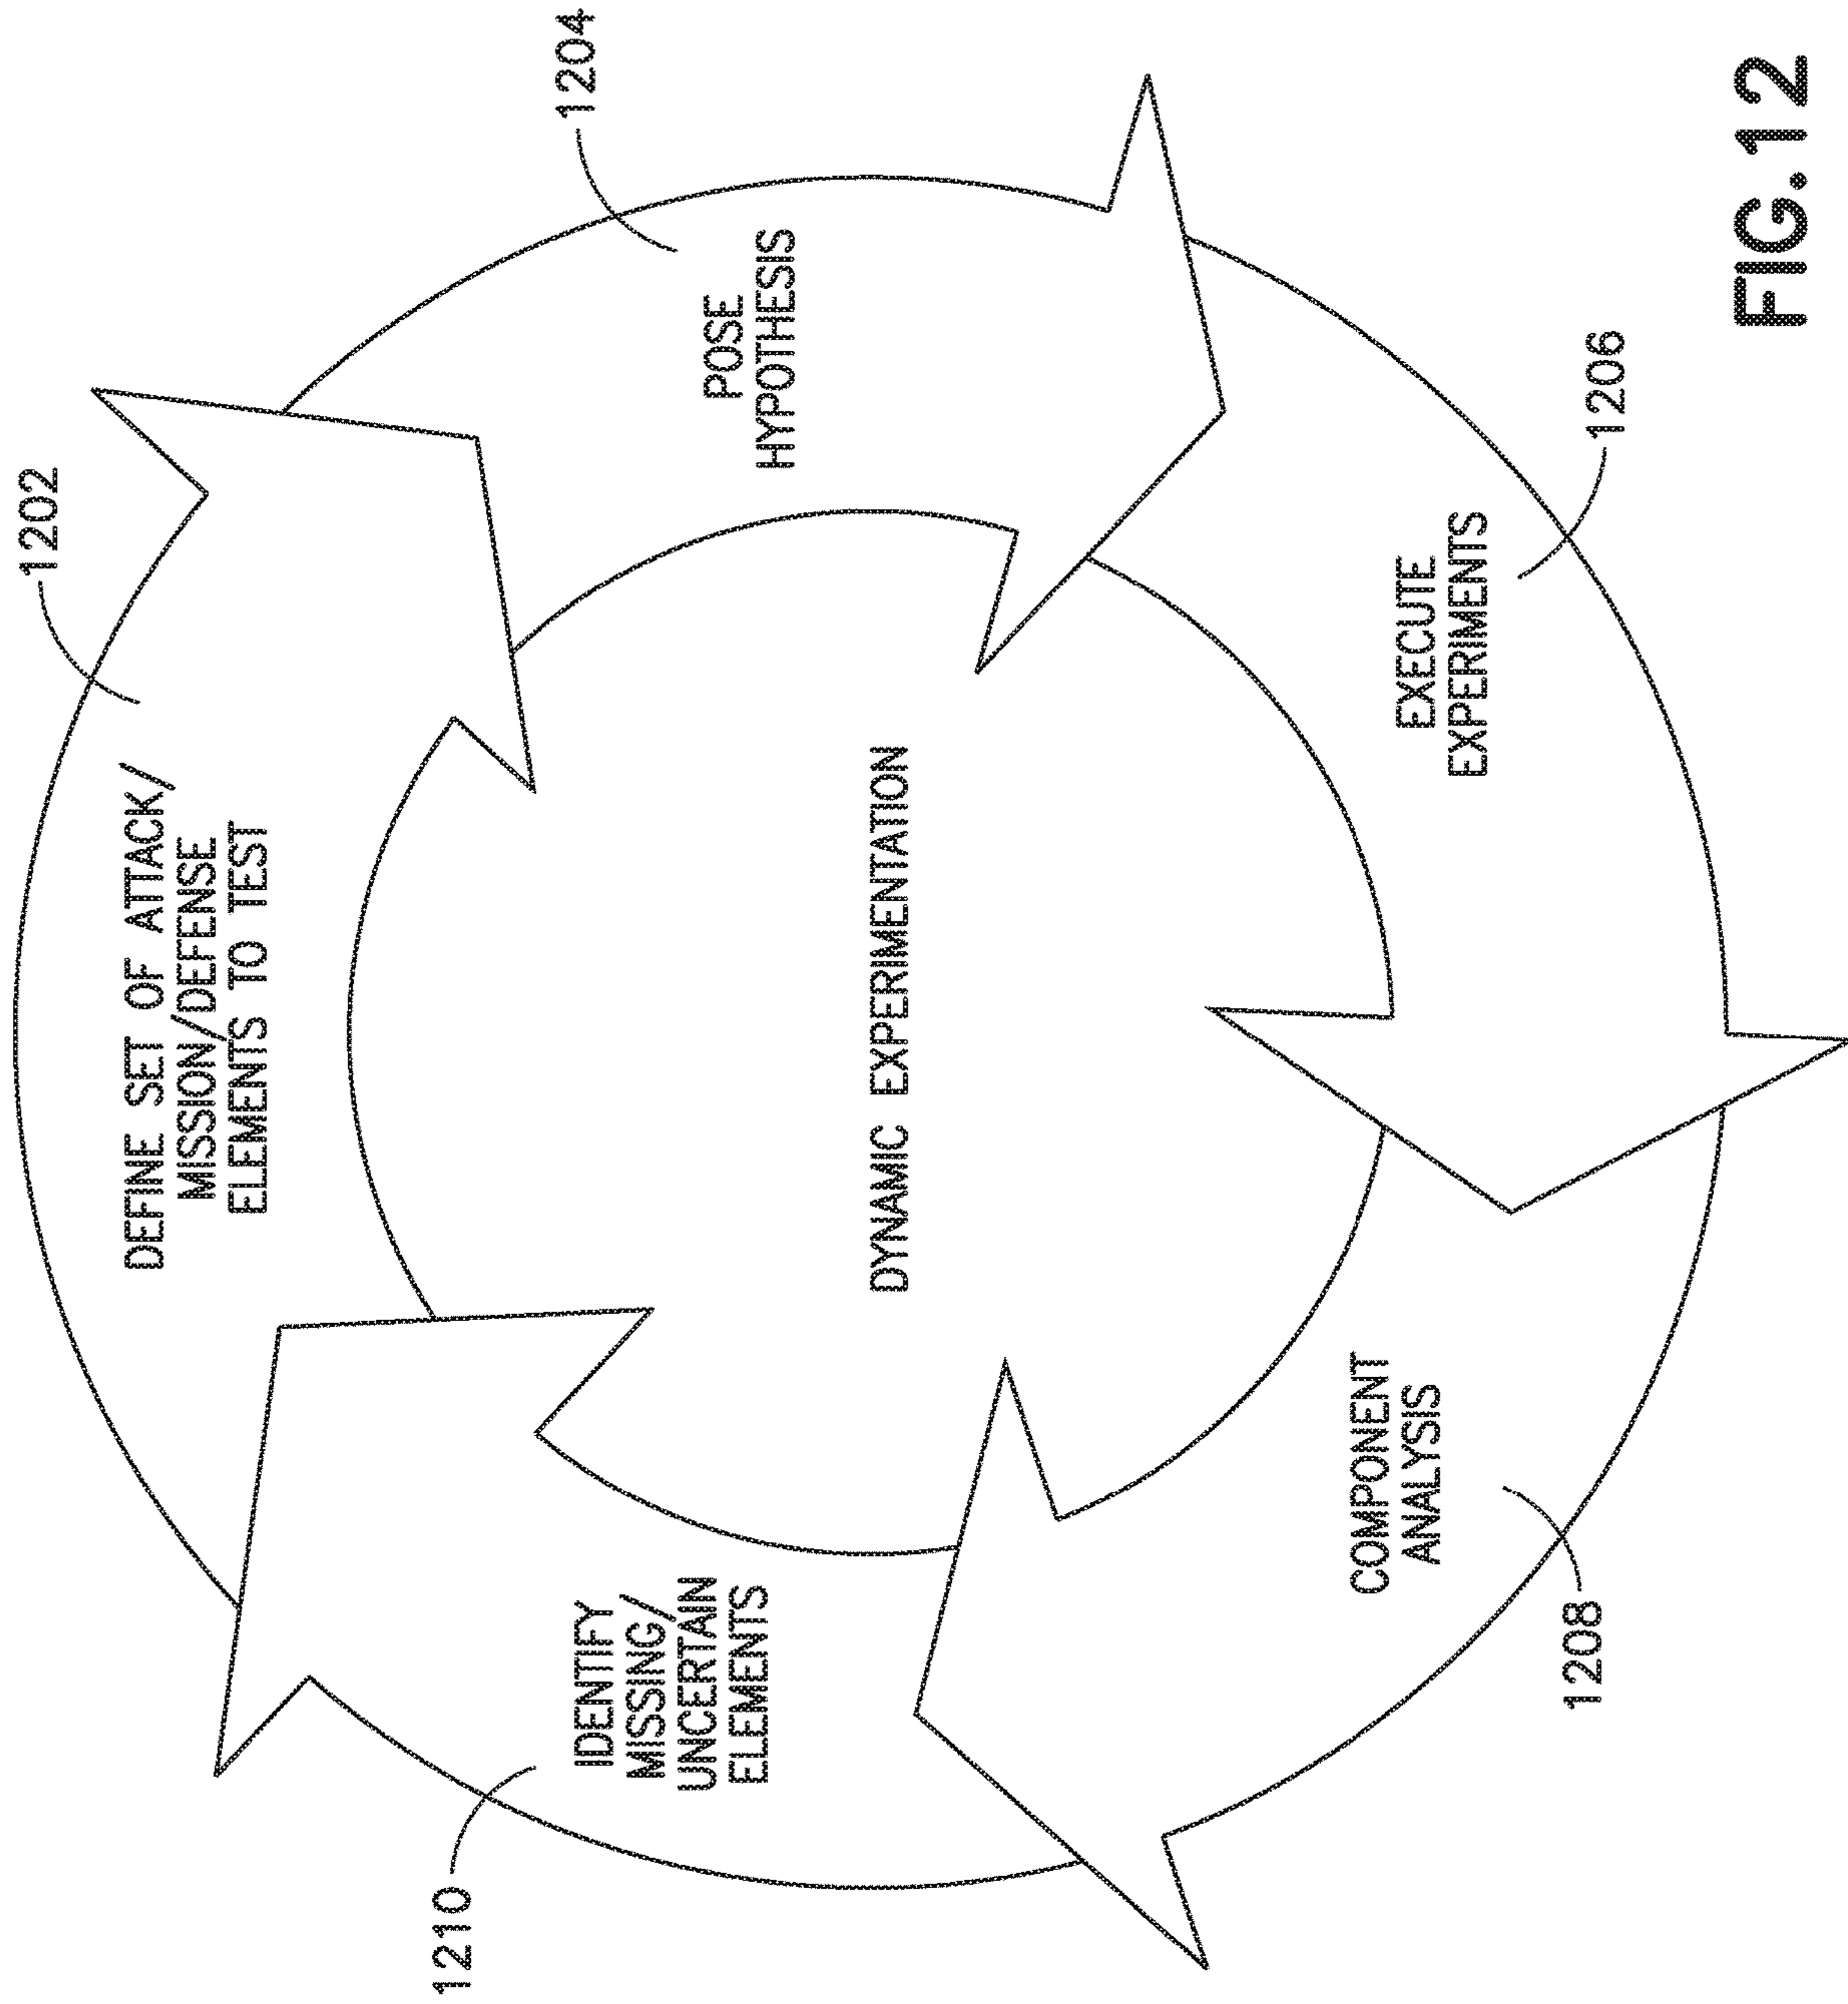 1202
DEFINE SET OF ATTACK/
MISSION/DEFENSE
ELEMENTS TO TEST
1204
POSE
HYPOTHESIS
1206
EXECUTE
EXPERIMENTS
1208
COMPONENT
ANALYSIS
1210
IDENTIFY
MISSING/
UNCERTAIN
ELEMENTS
DYNAMIC EXPERIMENTATION
FIG.12